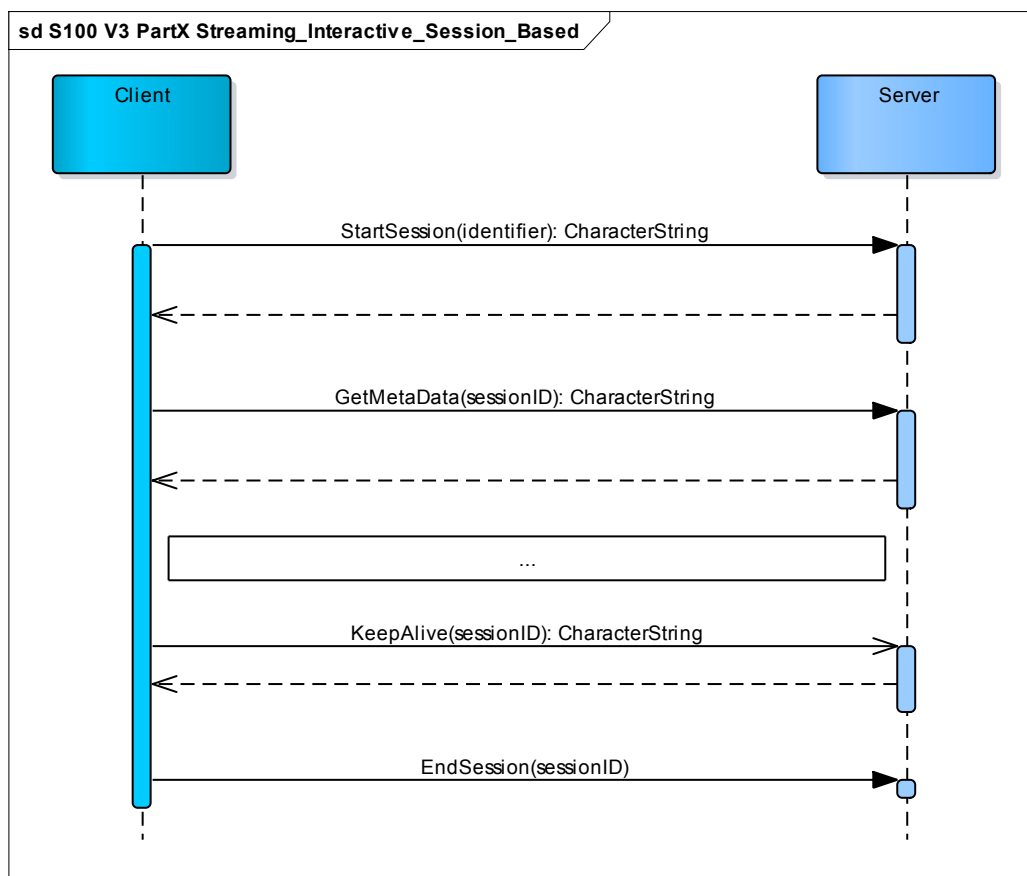 sd S100 V3 PartX Streaming_Interactive_Session_Based
Client
Server
StartSession(identifier): CharacterString
GetMetaData(sessionID): CharacterString
...
KeepAlive(sessionID): CharacterString
EndSession(sessionID)